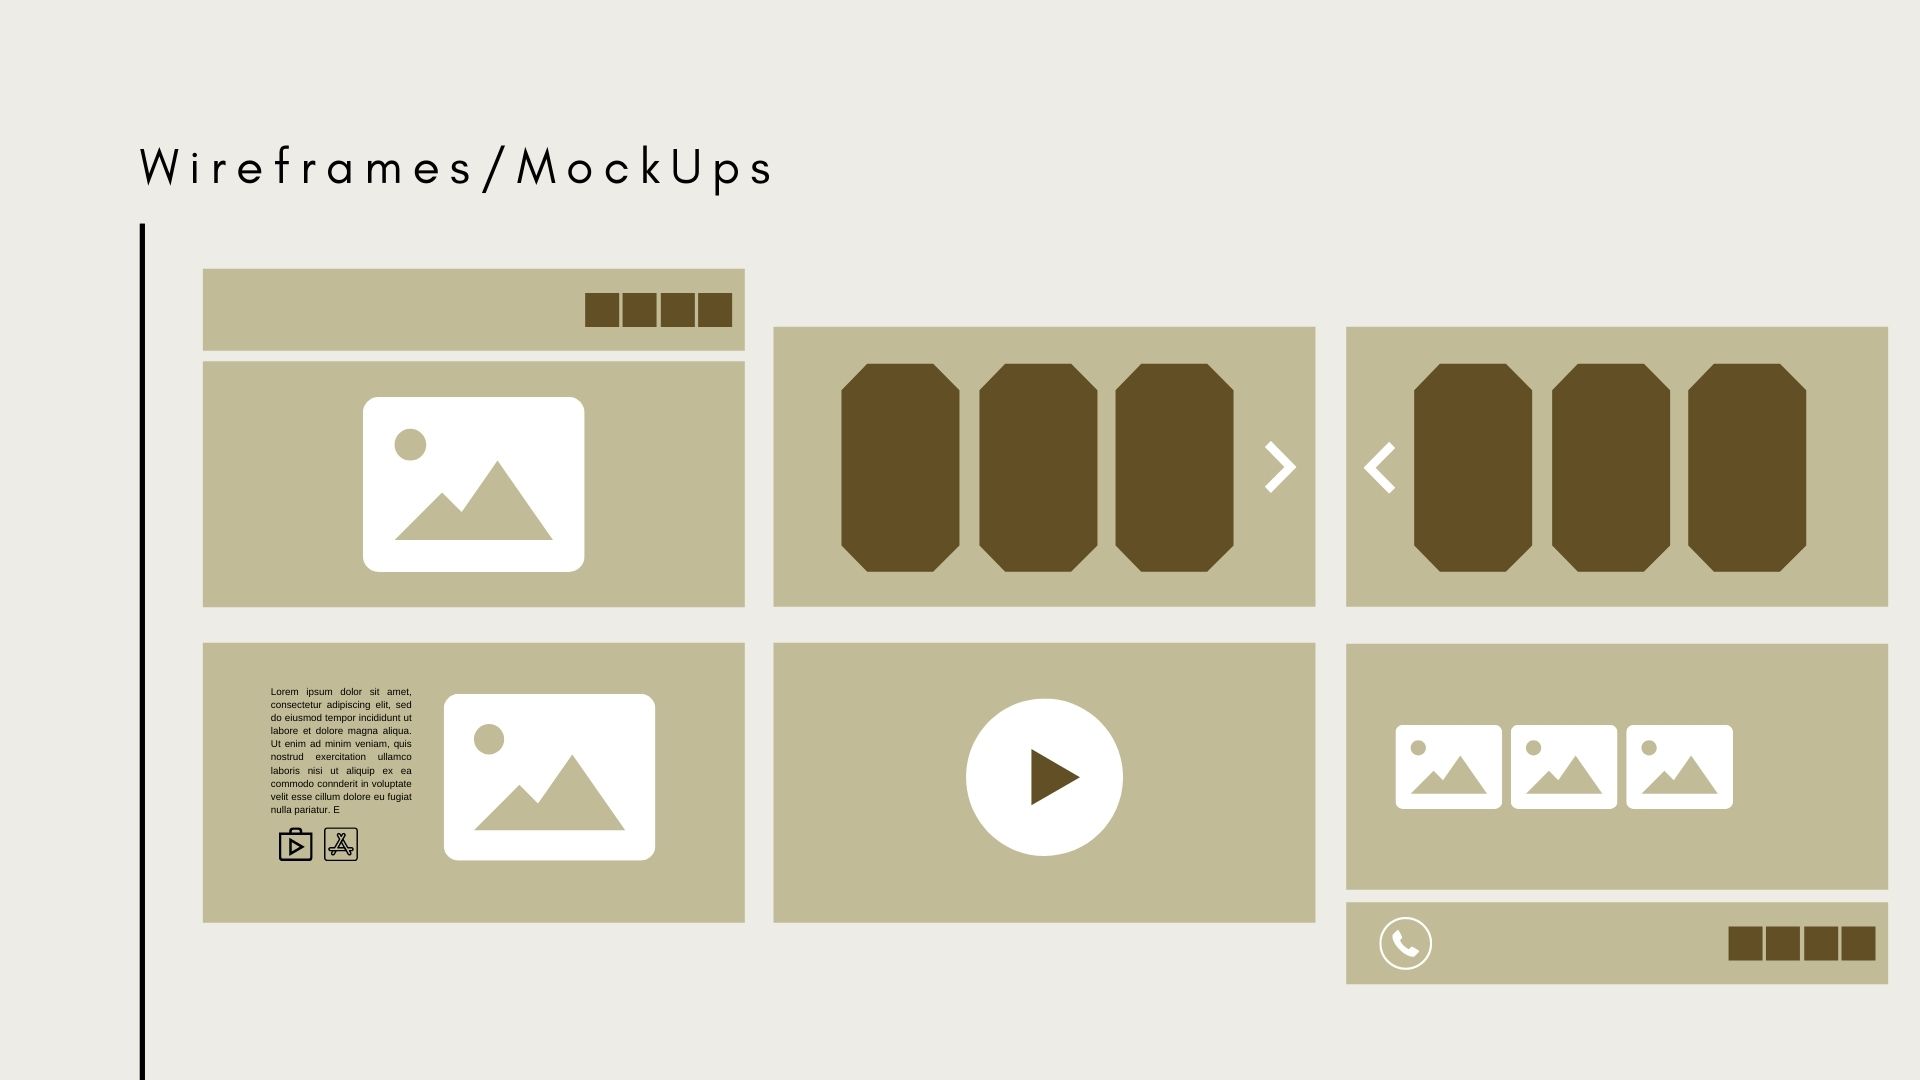 Wireframes/MockUps
Lorem ipsum dolor sit amet,
consectetur adipiscing elit, sed
do eiusmod tempor incididunt ut
labore et dolore magna aliqua.
Ut enim ad minim veniam, quis
nostrud exercitation ullamco
laboris nisi ut aliquip ex ea
commodo connderit in voluptate
velit esse cillum dolore eu fugiat
nulla pariatur. E